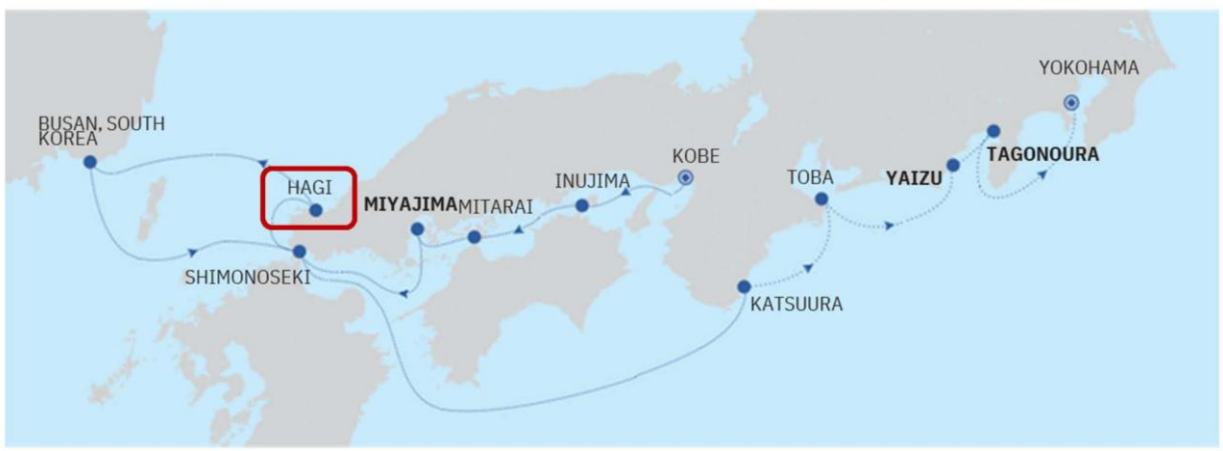 YOKOHAMA
BUSAN, SOUTH
KOREA
KOBE
TAGONOURA
HAGI
INUJIMA
TOBA
YAIZU
MIYAJIMA
MITARAI
SHIMONOSEKI
KATSUURA